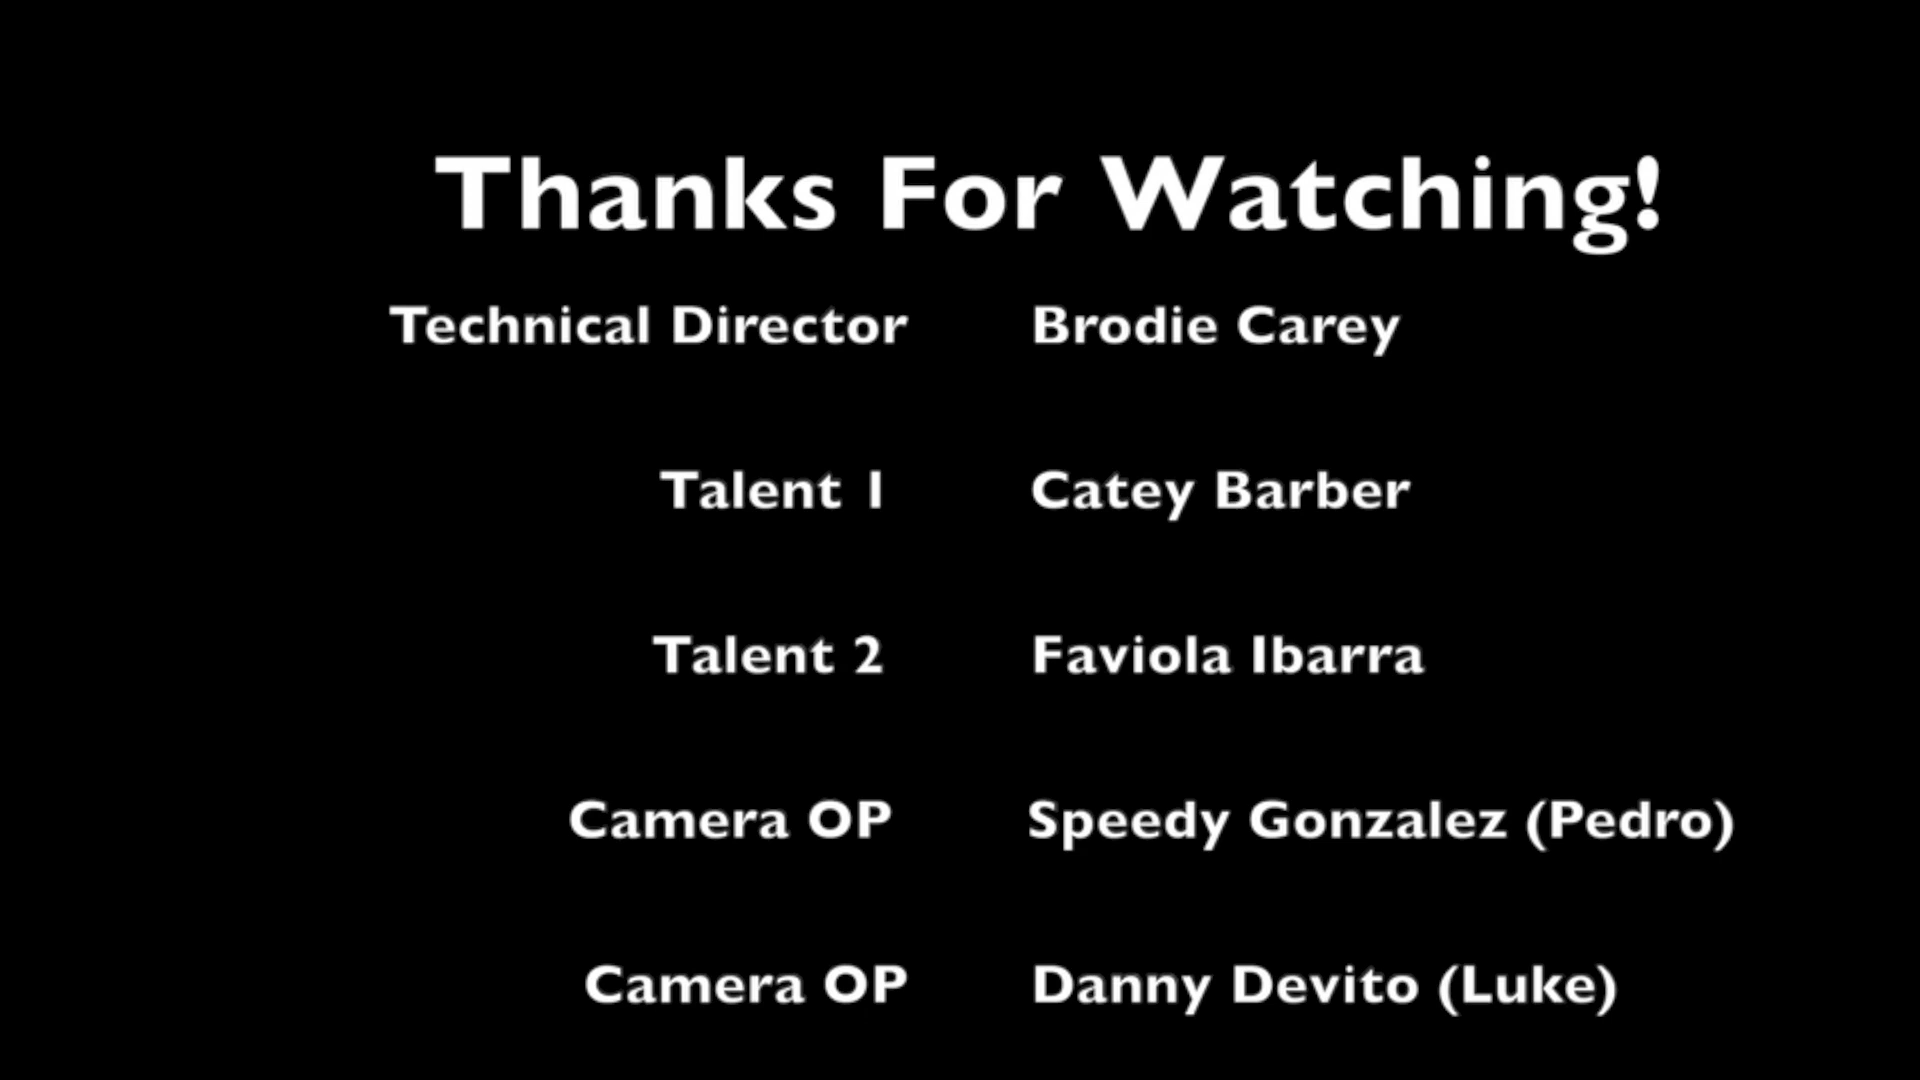 Thanks For Watching!
Technical Director Brodie Carey
Talent 1 Catey Barber
Talent 2 Faviola Ibarra
Camera OP Speedy Gonzalez (Pedro)
Camera OP Danny Devito (Luke)